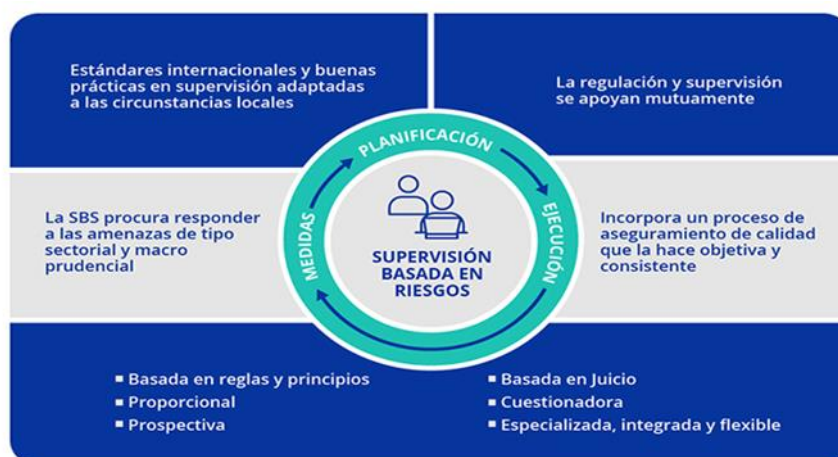 Estándares internacionales y buenas
prácticas en supervisión adaptadas
a las circunstancias locales
La regulación y supervisión
se apoyan mutuamente
PLANIFICACIÓN
EJECUCIÓN
MEDIDAS
SUPERVISIÓN
BASADA EN
RIESGOS
La SBS procura responder
a las amenazas de tipo
sectorial y macro
prudencial
Incorpora un proceso de
aseguramiento de calidad
que la hace objetiva y
consistente
▪ Basada en reglas y principios
▪ Proporcional
▪ Prospectiva
▪ Basada en Juicio
▪ Cuestionadora
▪ Especializada, integrada y flexible